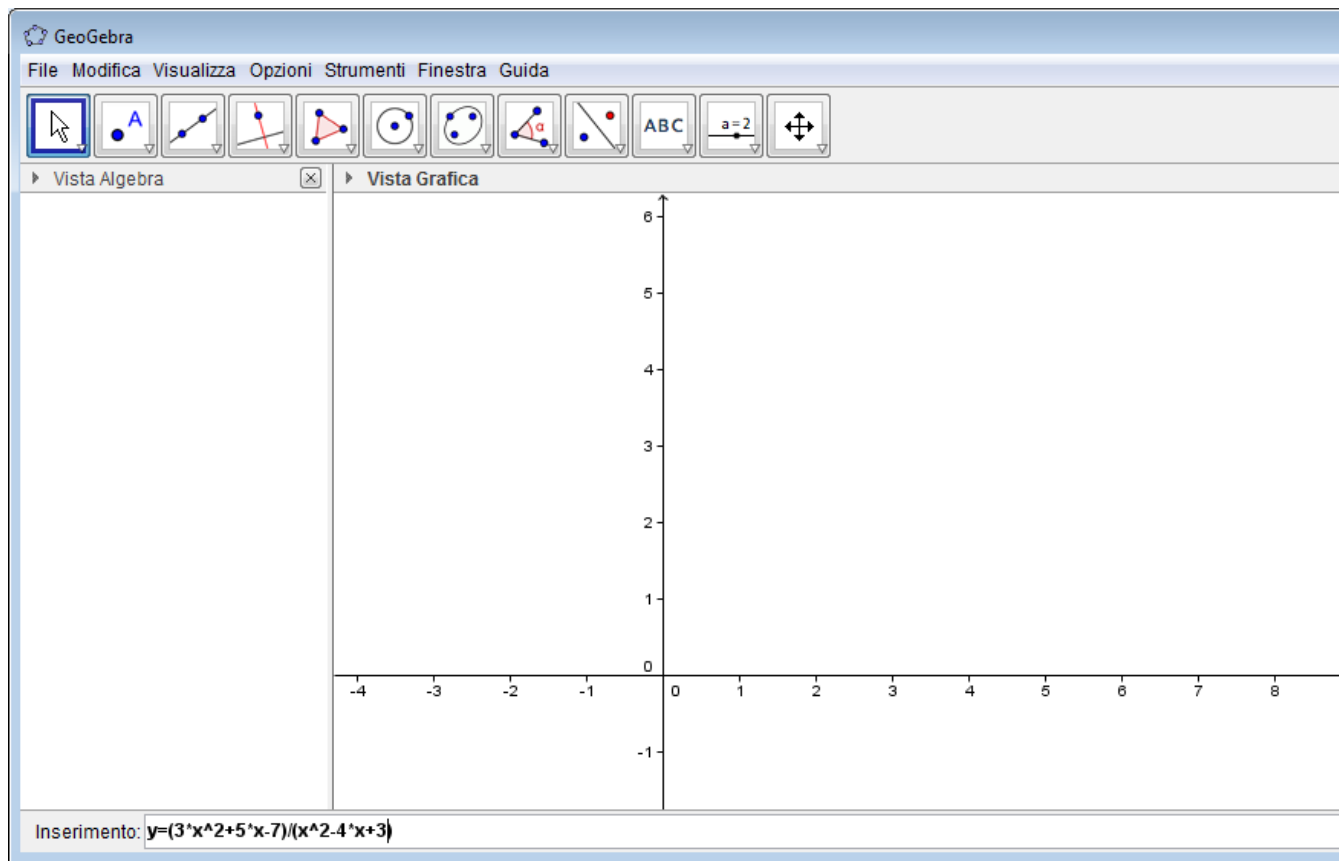 GeoGebra
File Modifica Visualizza Opzioni Strumenti Finestra Guida
A α ABC a=2
Vista Algebra Vista Grafica
6
5
4
3
2
1
0
-4 -3 -2 -1 0 1 2 3 4 5 6 7 8
-1
Inserimento: y=(3*x^2+5*x-7)/(x^2-4*x+3)